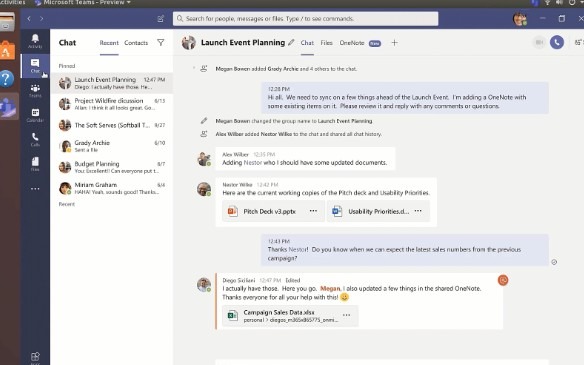 Activities
Microsoft Teams - Preview
Search for people, messages or files. Type / to see commands.
Activity
Chat
Teams
Calendar
Calls
Files
Chat
Recent
Contacts
Pinned
Launch Event Planning 12:47 PM
Diego: I actually have those. He...
Project Wildfire dicussion 9/13
Allan: I think it all looks great. Go...
The Soft Serves (Softball T... 9/27
Grady Archie 6/10
Sent a file
Budget Planning 8/7
You: Excellent!! Can everyone put t...
Miriam Graham 8/4
HAHA! Yeah, sounds good! Thanks...
Recent
Launch Event Planning
Chat
Files
OneNote
New
Megan Bowen added Grady Archie and 4 others to the chat.
12:28 PM
Hi all. We need to sync on a few things ahead of the Launch Event. I'm adding a OneNote with
some existing items on it. Please review it and reply with any comments or questions.
Megan Bowen changed the group name to Launch Event Planning.
Alex Wilber added Nestor Wilke to the chat and shared all chat history.
Alex Wilber 12:35 PM
Adding Nestor who I should have some updated documents.
Nestor Wilke 12:42 PM
Here are the current working copies of the Pitch deck and Usability Priorities.
Pitch Deck v3.pptx
Usability Priorities.d...
12:43 PM
Thanks Nestor! Do you know when we can expect the latest sales numbers from the previous
campaign?
Diego Siciliani 12:47 PM Edited
I actually have those. Here you go. Megan, I also updated a few things in the shared OneNote.
Thanks everyone for all your help with this!
Campaign Sales Data.xlsx